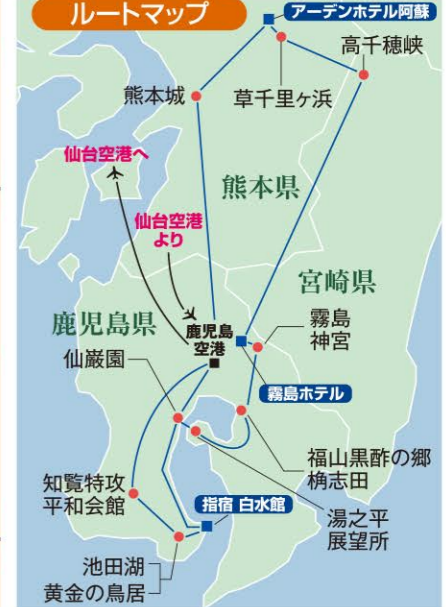 ルートマップ
アーデンホテル阿蘇
高千穂峡
草千里ヶ浜
熊本城
仙台空港へ
熊本県
仙台空港
より
宮崎県
鹿児島県
鹿児島
空港
霧島
神宮
仙巌園
霧島ホテル
福山黒酢の郷
桷志田
知覧特攻
平和会館
指宿 白水館
湯之平
展望所
池田湖
黄金の鳥居